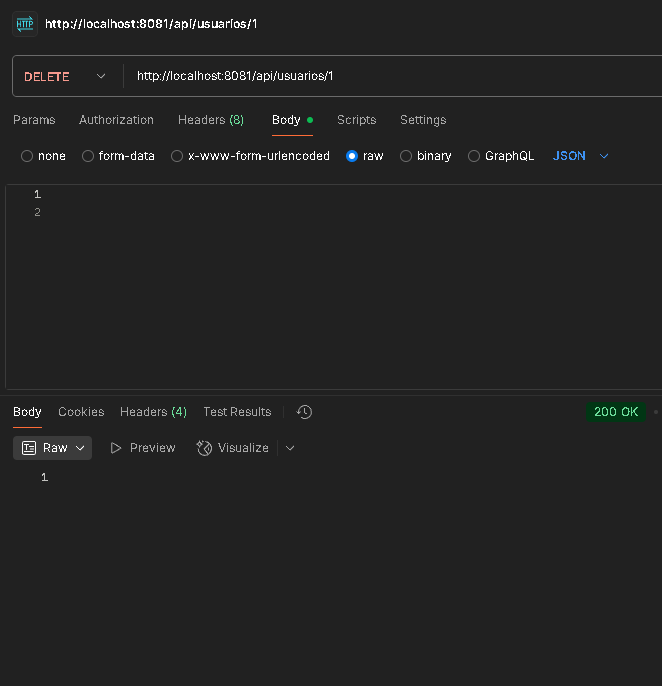 HTTP http://localhost:8081/api/usuarios/1
DELETE http://localhost:8081/api/usuarios/1
Params Authorization Headers (8) Body Scripts Settings
none form-data x-www-form-urlencoded raw binary GraphQL JSON
1
2
Body Cookies Headers (4) Test Results 200 OK
Raw Preview Visualize
1